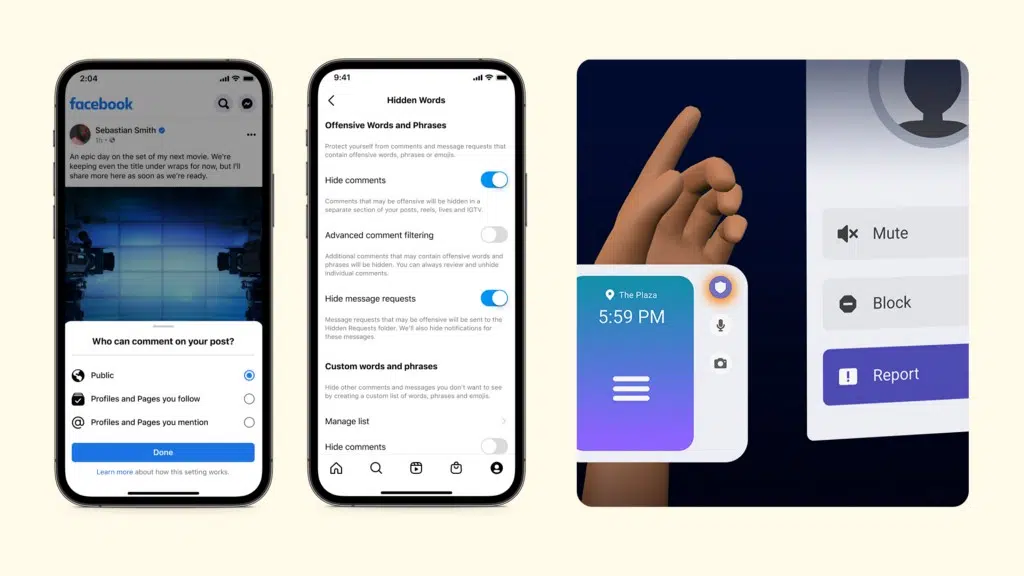 2:04
facebook
Sebastian Smith
1h
An epic day on the set of my next movie. We're
keeping even the title under wraps for now, but I'll
share more here as soon as we're ready.
Who can comment on your post?
Public
Profiles and Pages you follow
@ Profiles and Pages you mention
Done
Learn more about how this setting works.
9:41
Hidden Words
Offensive Words and Phrases
Protect yourself from comments and message requests that
contain offensive words, phrases or emojis.
Hide comments
Comments that may be offensive will be hidden in a
separate section of your posts, reels, lives and IGTV.
Advanced comment filtering
Additional comments that may contain offensive words and
phrases will be hidden. You can always review and unhide
individual comments.
Hide message requests
Message requests that may be offensive will be sent to the
Hidden Requests folder. We'll also hide notifications for
these messages.
Custom words and phrases
Hide other comments and messages you don't want to see
by creating a custom list of words, phrases and emojis.
Manage list
Hide comments
The Plaza
5:59 PM
Mute
Block
Report